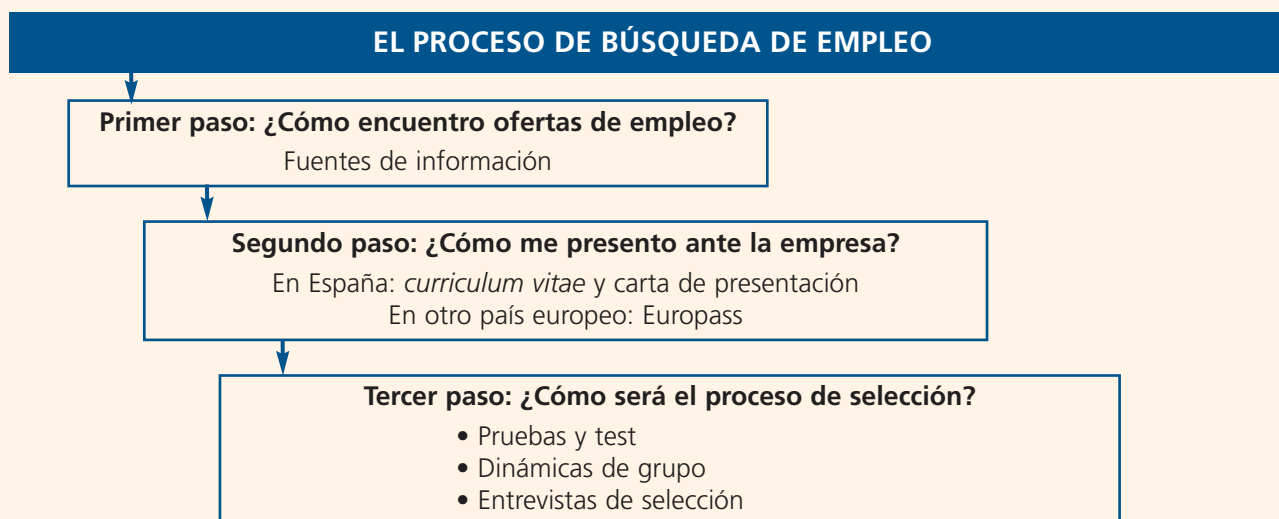 EL PROCESO DE BÚSQUEDA DE EMPLEO
Primer paso: ¿Cómo encuentro ofertas de empleo?
Fuentes de información
Segundo paso: ¿Cómo me presento ante la empresa?
En España: curriculum vitae y carta de presentación
En otro país europeo: Europass
Tercer paso: ¿Cómo será el proceso de selección?
• Pruebas y test
• Dinámicas de grupo
• Entrevistas de selección